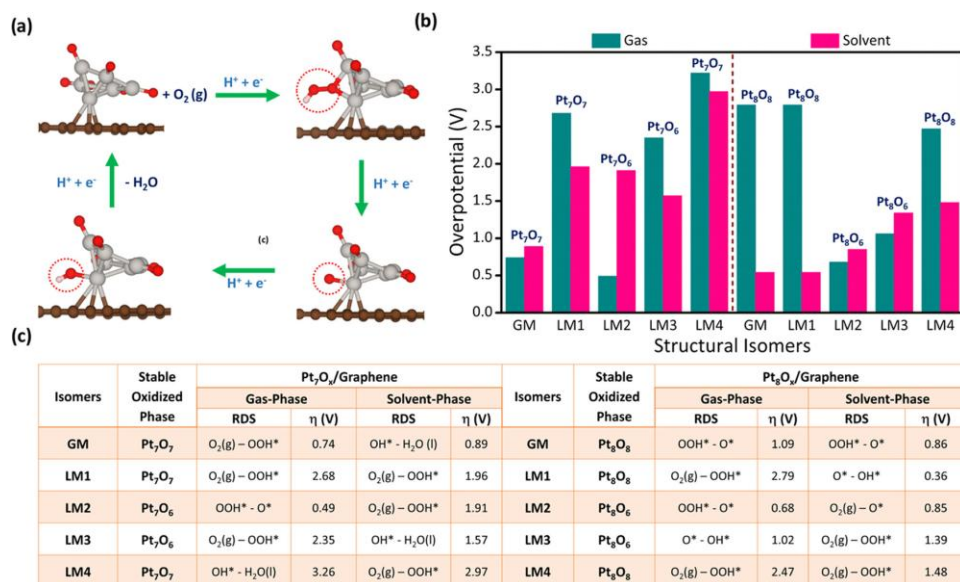 (a)
+ O2 (g)
H+ + e-
H+ + e-
H+ + e-
- H2O
(c)
H+ + e-
(b)
Gas
Solvent
Overpotential (V)
3.5
3.0
2.5
2.0
1.5
1.0
0.5
0.0
Pt7O7
Pt7O7
Pt7O6
Pt7O6
Pt7O7
Pt8O8
Pt8O8
Pt8O6
Pt8O6
Pt8O8
GM LM1 LM2 LM3 LM4 GM LM1 LM2 LM3 LM4
Structural Isomers
(c)
Isomers Stable Oxidized Phase Pt7Ox/Graphene Isomers Stable Oxidized Phase Pt8Ox/Graphene
Gas-Phase Solvent-Phase Gas-Phase Solvent-Phase
RDS η (V) RDS η (V) RDS η (V) RDS η (V)
GM Pt7O7 O2(g) – OOH* 0.74 OH* - H2O (l) 0.89 GM Pt8O8 OOH* - O* 1.09 OOH* - O* 0.86
LM1 Pt7O7 O2(g) – OOH* 2.68 O2(g) – OOH* 1.96 LM1 Pt8O8 O2(g) – OOH* 2.79 O* - OH* 0.36
LM2 Pt7O6 OOH* - O* 0.49 O2(g) – OOH* 1.91 LM2 Pt8O6 OOH* - O* 0.68 O2(g) – O* 0.85
LM3 Pt7O6 O2(g) – OOH* 2.35 OH* - H2O(l) 1.57 LM3 Pt8O6 O* - OH* 1.02 O2(g) – OOH* 1.39
LM4 Pt7O7 OH* - H2O(l) 3.26 O2(g) – OOH* 2.97 LM4 Pt8O8 O2(g) – OOH* 2.47 O2(g) – OOH* 1.48